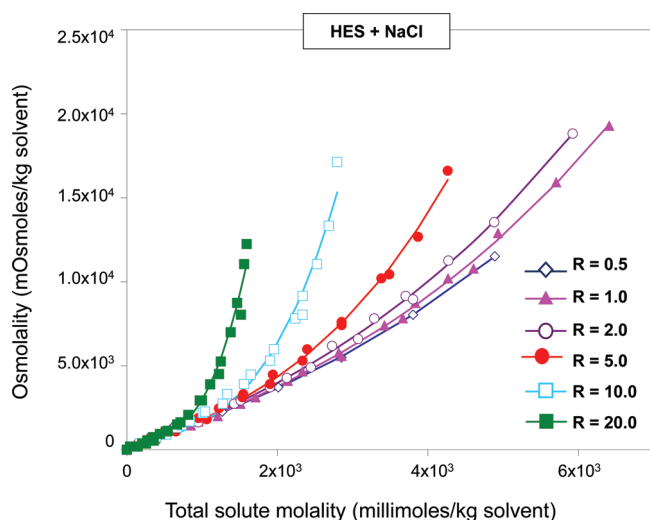 HES + NaCl
2.5x10⁴
2.0x10⁴
1.5x10⁴
1.0x10⁴
5.0x10³
0
Osmolality (mOsmoles/kg solvent)
R = 0.5
R = 1.0
R = 2.0
R = 5.0
R = 10.0
R = 20.0
0
2x10³
4x10³
6x10³
Total solute molality (millimoles/kg solvent)